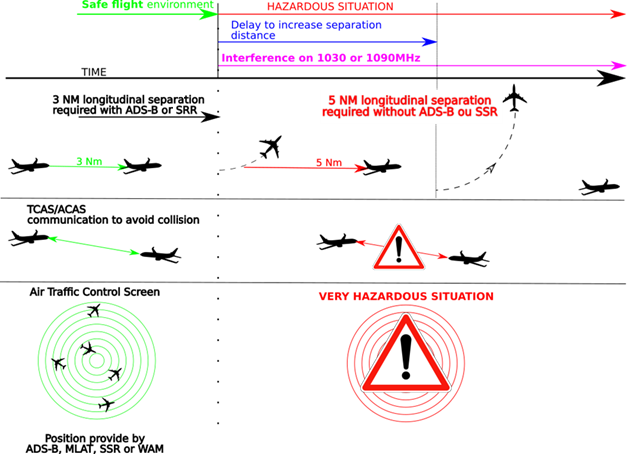 Safe flight environment
HAZARDOUS SITUATION
Delay to increase separation
distance
Interference on 1030 or 1090MHz
TIME
3 NM longitudinal separation
required with ADS-B or SRR
5 NM longitudinal separation
required without ADS-B ou SSR
3 Nm
5 Nm
TCAS/ACAS
communication to avoid collision
Air Traffic Control Screen
VERY HAZARDOUS SITUATION
Position provide by
ADS-B, MLAT, SSR or WAM